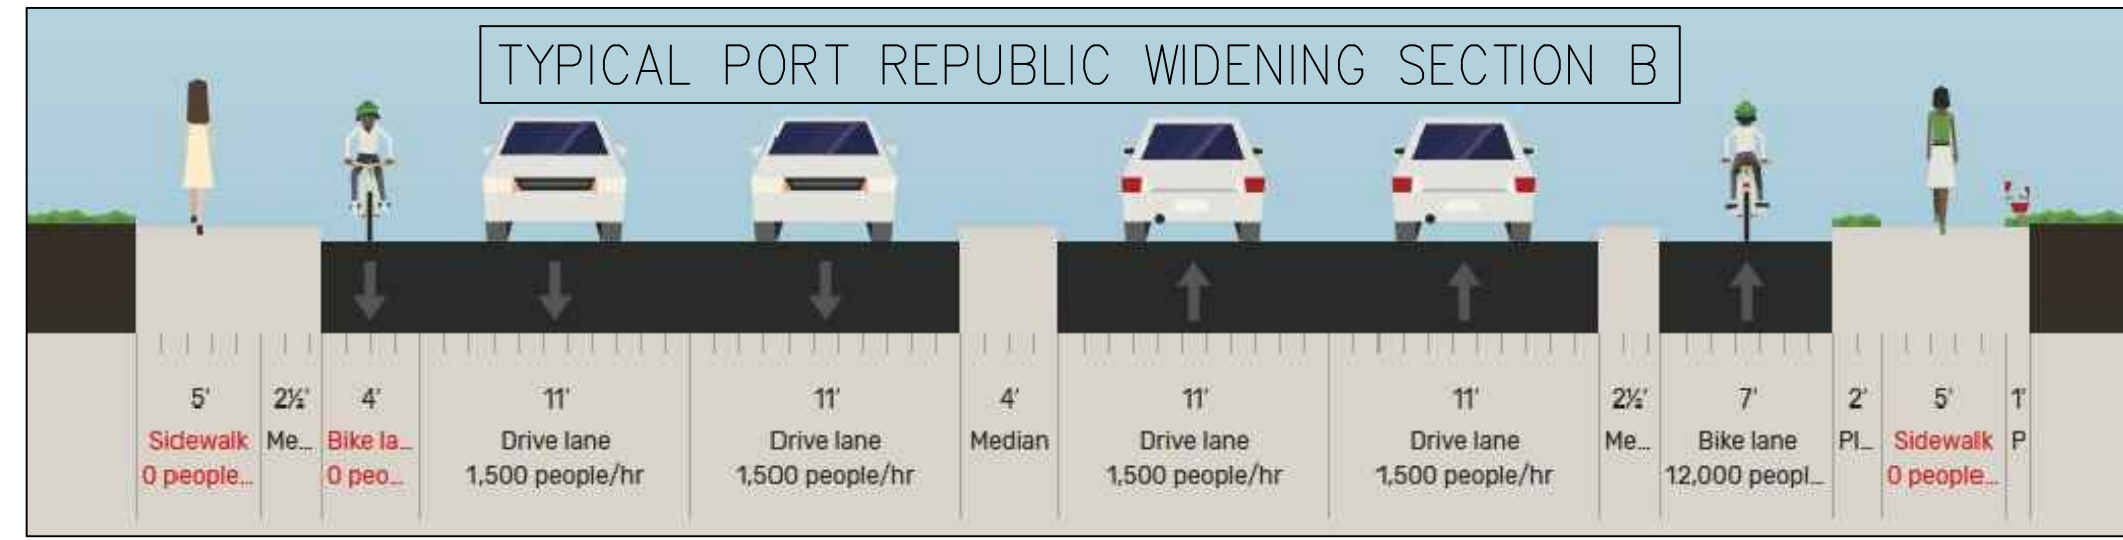 TYPICAL PORT REPUBLIC WIDENING SECTION B
5' 2½' 4' 11' 11' 4' 11' 11' 2½' 7' 2' 5' 1'
Sidewalk Me... Bike la... Drive lane Drive lane Median Drive lane Drive lane Me... Bike lane Pl... Sidewalk P
0 people... 0 peo... 1,500 people/hr 1,500 people/hr 1,500 people/hr 1,500 people/hr 12,000 peopl... 0 people...